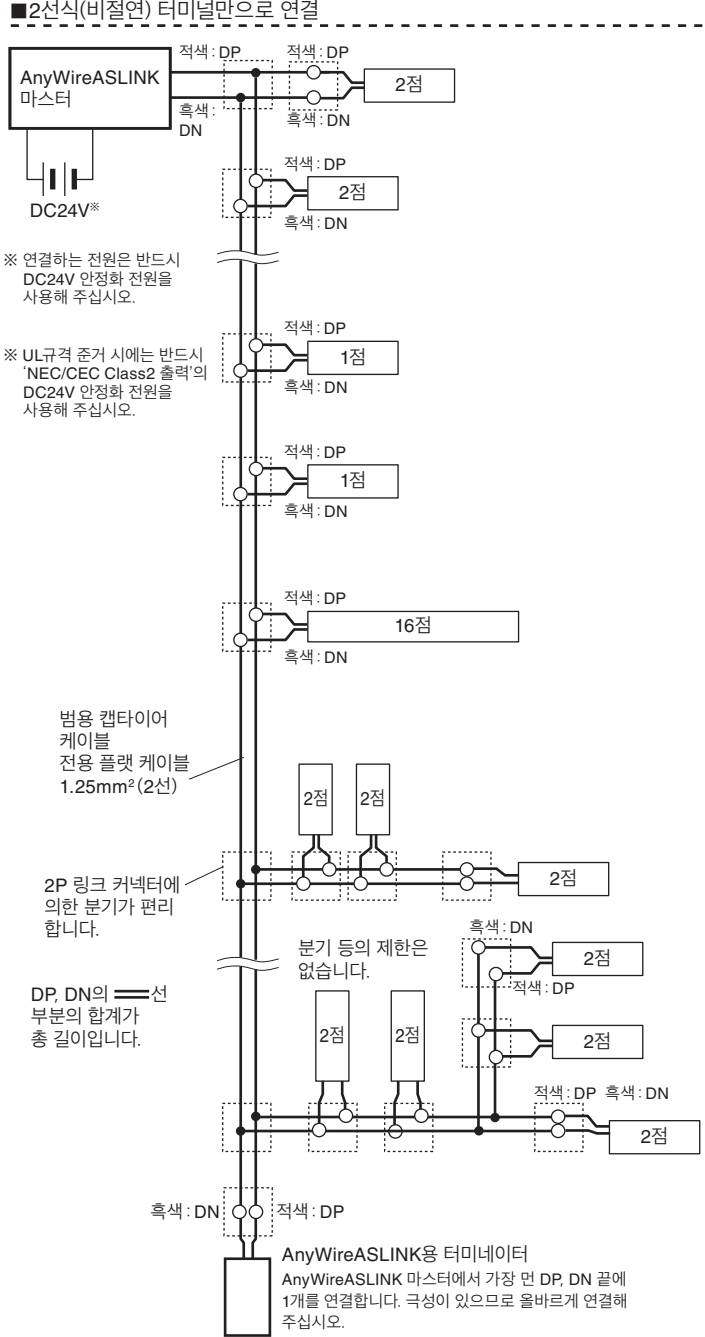 ■2선식(비절연) 터미널만으로 연결
적색:DP
적색:DP
AnyWireASLINK
마스터
2점
흑색:
DN
흑색:DN
적색:DP
2점
DC24V※
흑색:DN
※ 연결하는 전원은 반드시
DC24V 안정화 전원을
사용해 주십시오.
적색:DP
※ UL규격 준거 시에는 반드시
‘NEC/CEC Class2 출력’의
DC24V 안정화 전원을
사용해 주십시오.
1점
흑색:DN
적색:DP
1점
흑색:DN
적색:DP
16점
흑색:DN
범용 캡타이어
케이블
전용 플랫 케이블
1.25mm²(2선)
2점
2점
2점
2P 링크 커넥터에
의한 분기가 편리
합니다.
흑색:DN
분기 등의 제한은
없습니다.
2점
적색:DP
DP, DN의 선
부분의 합계가
총 길이입니다.
2점
2점
2점
적색:DP 흑색:DN
2점
흑색:DN
적색:DP
AnyWireASLINK용 터미네이터
AnyWireASLINK 마스터에서 가장 먼 DP, DN 끝에
1개를 연결합니다. 극성이 있으므로 올바르게 연결해
주십시오.